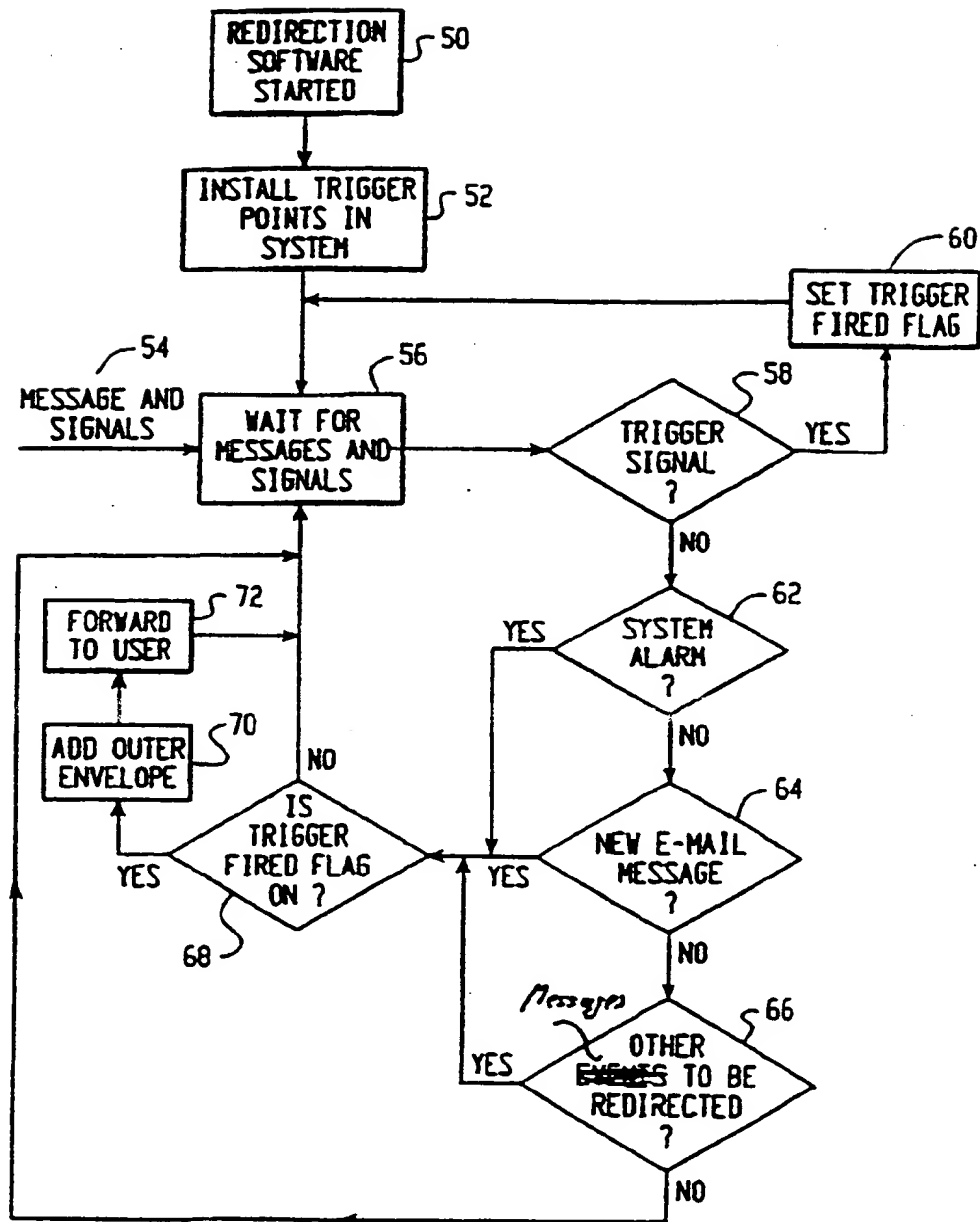 REDIRECTION
SOFTWARE
STARTED
50
INSTALL TRIGGER
POINTS IN
SYSTEM
52
60
SET TRIGGER
FIRED FLAG
54
MESSAGE AND
SIGNALS
56
WAIT FOR
MESSAGES AND
SIGNALS
58
TRIGGER
SIGNAL
?
YES
NO
62
SYSTEM
ALARM
?
YES
NO
72
FORWARD
TO USER
70
ADD OUTER
ENVELOPE
NO
IS
TRIGGER
FIRED FLAG
ON ?
YES
68
64
NEW E-MAIL
MESSAGE
?
YES
NO
Messages
66
OTHER
EVENTS TO BE
REDIRECTED
?
YES
NO